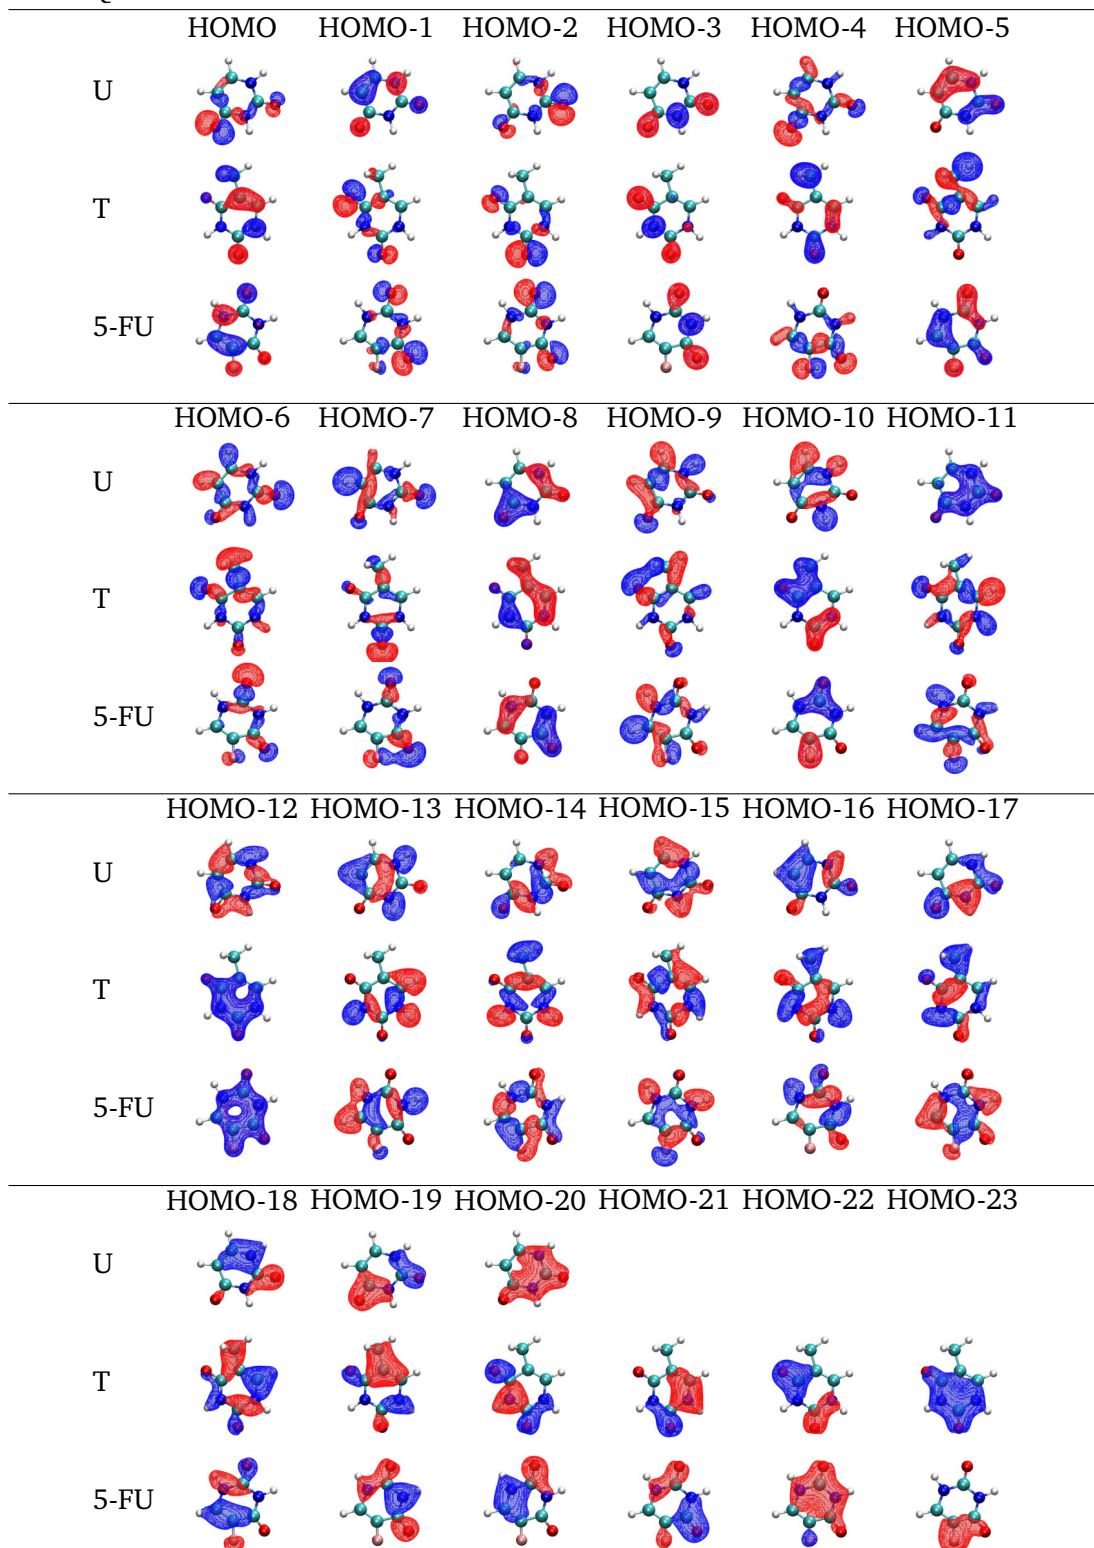 HOMO HOMO-1 HOMO-2 HOMO-3 HOMO-4 HOMO-5
U
T
5-FU
HOMO-6 HOMO-7 HOMO-8 HOMO-9 HOMO-10 HOMO-11
U
T
5-FU
HOMO-12 HOMO-13 HOMO-14 HOMO-15 HOMO-16 HOMO-17
U
T
5-FU
HOMO-18 HOMO-19 HOMO-20 HOMO-21 HOMO-22 HOMO-23
U
T
5-FU